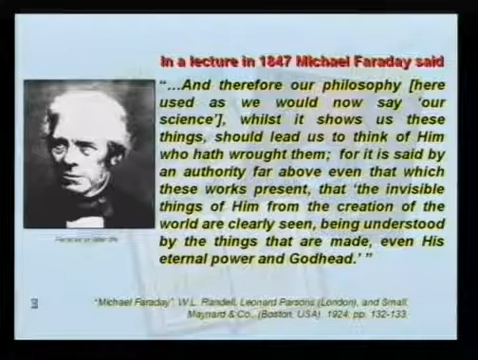 In a lecture in 1847 Michael Faraday said
"…And therefore our philosophy [here
used as we would now say 'our
science'], whilst it shows us these
things, should lead us to think of Him
who hath wrought them; for it is said by
an authority far above even that which
these works present, that 'the invisible
things of Him from the creation of the
world are clearly seen, being understood
by the things that are made, even His
eternal power and Godhead.' "
"Michael Faraday". W.L. Randell, Leonard Parsons (London), and Small,
Maynard & Co., (Boston, USA) 1924; pp. 132-133.